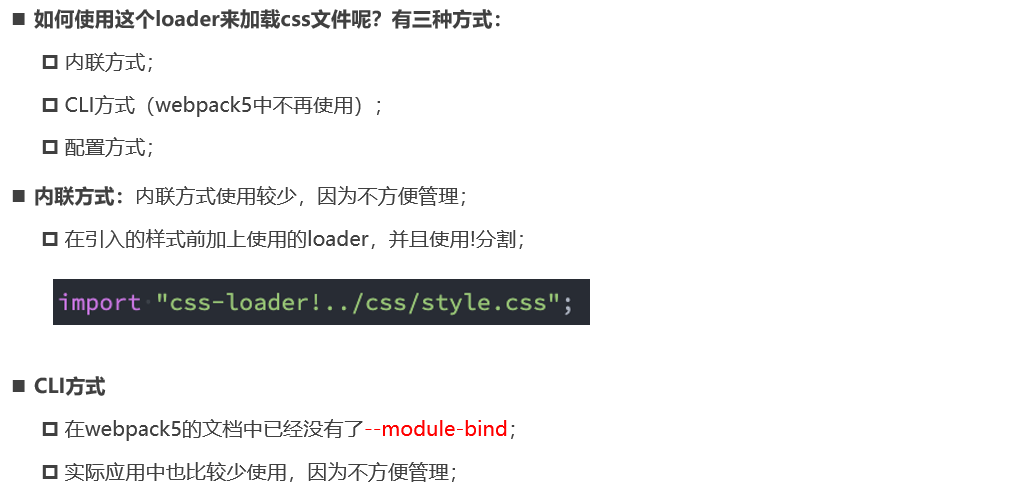 如何使用这个loader来加载css文件呢？有三种方式：
内联方式；
CLI方式（webpack5中不再使用）；
配置方式；
内联方式：内联方式使用较少，因为不方便管理；
在引入的样式前加上使用的loader，并且使用!分割；
import "css-loader!../css/style.css";
CLI方式
在webpack5的文档中已经没有了--module-bind；
实际应用中也比较少使用，因为不方便管理；